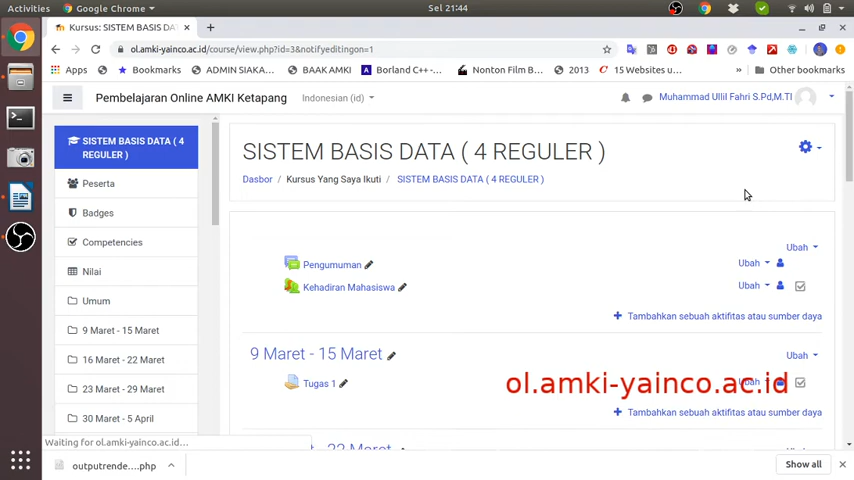 Activities
Google Chrome
Sel 21:44
Kursus: SISTEM BASIS DA
ol.amki-yainco.ac.id/course/view.php?id=3&notifyeditingon=1
Apps
Bookmarks
ADMIN SIAKA...
BAAK AMKI
Borland C+–...
Nonton Film B...
2013
15 Websites u...
»
Other bookmarks
Pembelajaran Online AMKI Ketapang
Indonesian (id)
Muhammad Ullil Fahri S.Pd,M.TI
SISTEM BASIS DATA ( 4
REGULER )
Peserta
Badges
Competencies
Nilai
Umum
9 Maret - 15 Maret
16 Maret - 22 Maret
23 Maret - 29 Maret
30 Maret - 5 April
SISTEM BASIS DATA ( 4 REGULER )
Dasbor / Kursus Yang Saya Ikuti / SISTEM BASIS DATA ( 4 REGULER )
Ubah
Pengumuman
Ubah
Kehadiran Mahasiswa
Ubah
Tambahkan sebuah aktifitas atau sumber daya
9 Maret - 15 Maret
Ubah
Tugas 1
Ubah
ol.amki-yainco.ac.id
Tambahkan sebuah aktifitas atau sumber daya
Waiting for ol.amki-yainco.ac.id...
outputrende....php
Show all